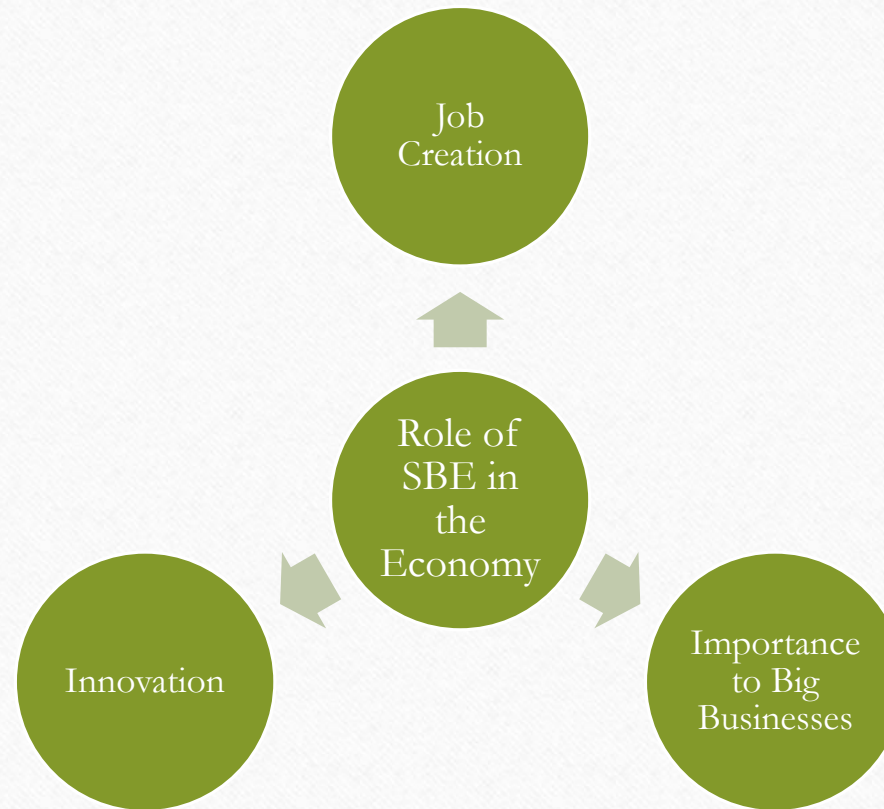 Job
Creation
Role of
SBE in
the
Economy
Innovation
Importance
to Big
Businesses